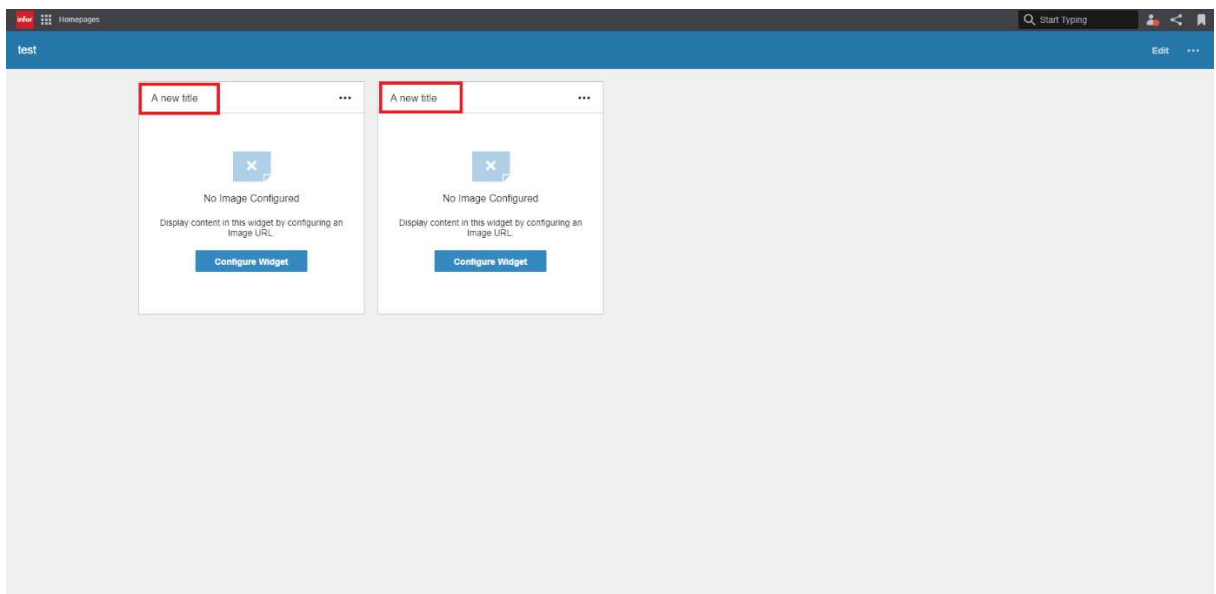 infor Homepages Start Typing
test Edit
A new title
No Image Configured
Display content in this widget by configuring an
Image URL.
Configure Widget
A new title
No Image Configured
Display content in this widget by configuring an
Image URL.
Configure Widget